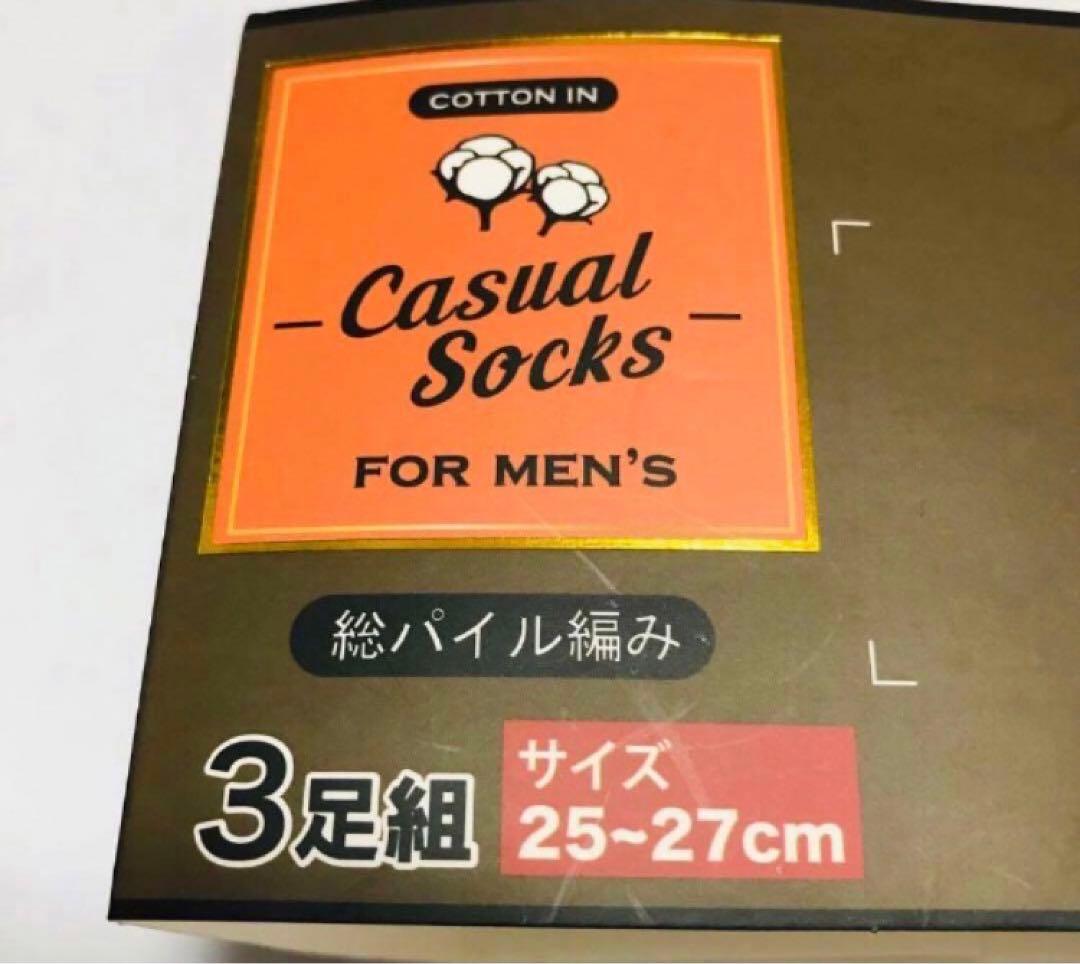 COTTON IN
Casual
Socks
FOR MEN'S
総パイル編み
3足組
サイズ
25~27cm